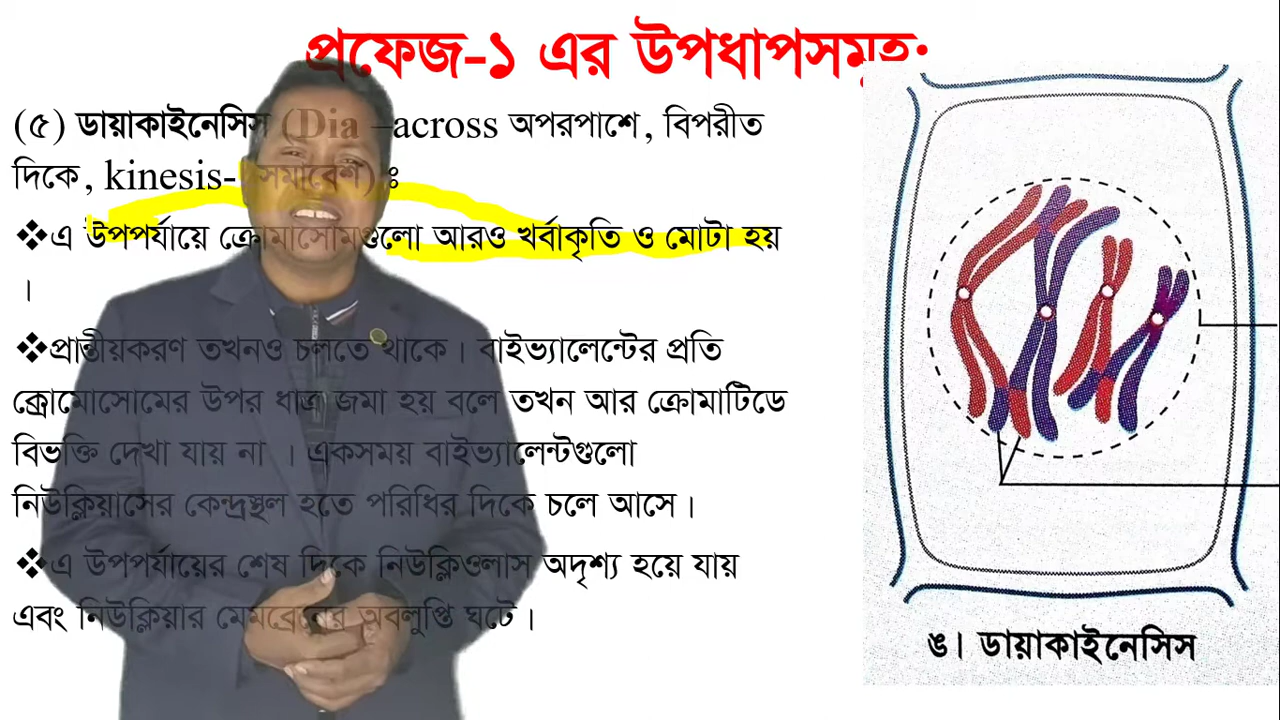 প্রফেজ-১ এর উপধাপসমূহ:
(৫) ডায়াকাইনেসিস (Dia –across অপরপাশে, বিপরীত
দিকে, kinesis- সমাবেশ) ঃ
❖এ উপপর্যায়ে ক্রোমোসোমগুলো আরও খর্বাকৃতি ও মোটা হয়
।
❖প্রান্তীয়করণ তখনও চলতে থাকে। বাইভ্যালেন্টের প্রতি
ক্রোমোসোমের উপর ধাত্র জমা হয় বলে তখন আর ক্রোমাটিডে
বিভক্তি দেখা যায় না । একসময় বাইভ্যালেন্টগুলো
নিউক্লিয়াসের কেন্দ্রস্থল হতে পরিধির দিকে চলে আসে।
❖এ উপপর্যায়ের শেষ দিকে নিউক্লিওলাস অদৃশ্য হয়ে যায়
এবং নিউক্লিয়ার মেমব্রেনের অবলুপ্তি ঘটে।
ঙ। ডায়াকাইনেসিস